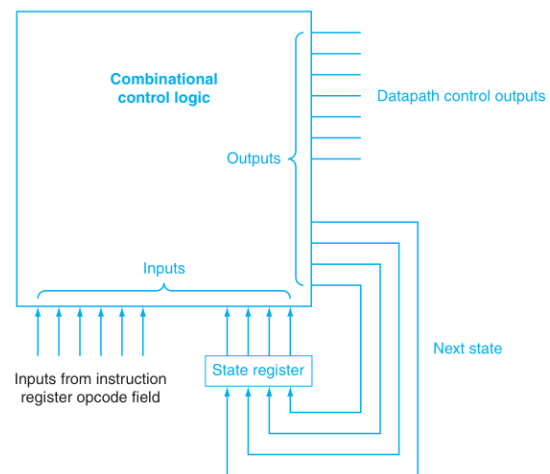 Combinational
control logic
Datapath control outputs
Outputs
Inputs
Next state
State register
Inputs from instruction
register opcode field